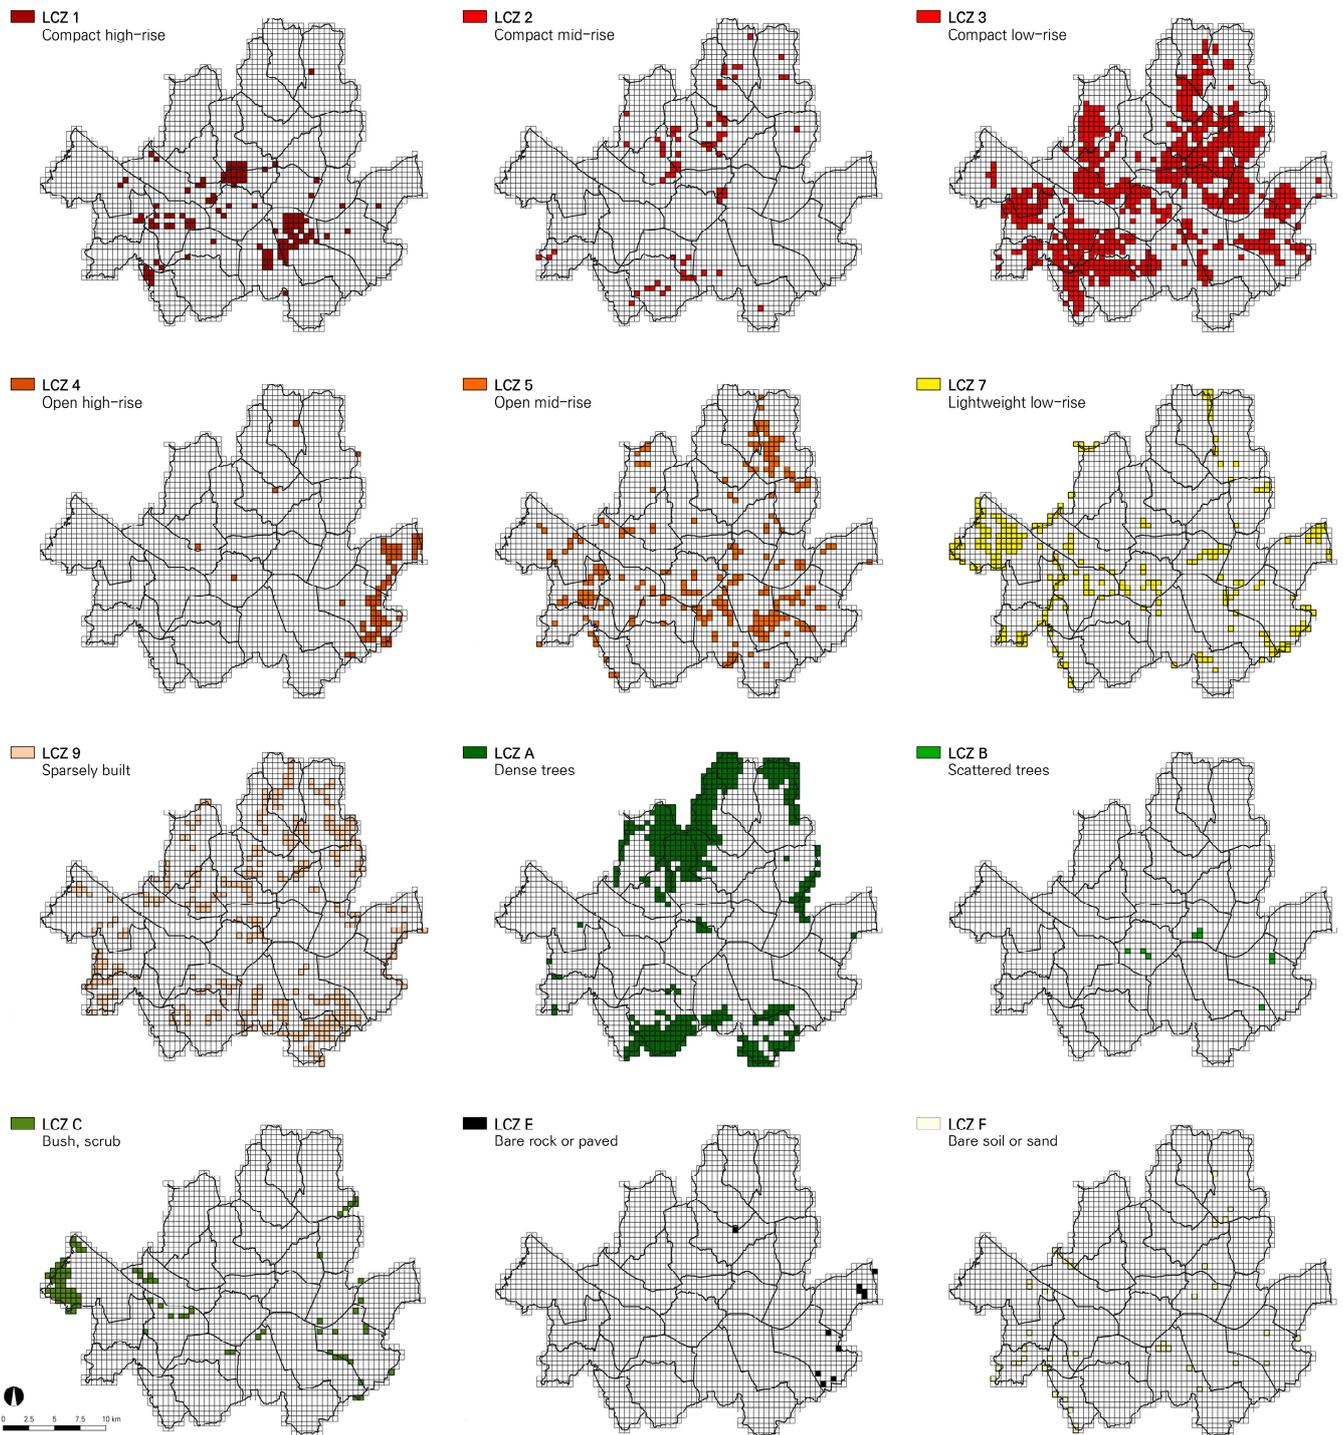 LCZ 1
Compact high-rise
LCZ 2
Compact mid-rise
LCZ 3
Compact low-rise
LCZ 4
Open high-rise
LCZ 5
Open mid-rise
LCZ 7
Lightweight low-rise
LCZ 9
Sparsely built
LCZ A
Dense trees
LCZ B
Scattered trees
LCZ C
Bush, scrub
LCZ E
Bare rock or paved
LCZ F
Bare soil or sand
0 2.5 5 7.5 10 km